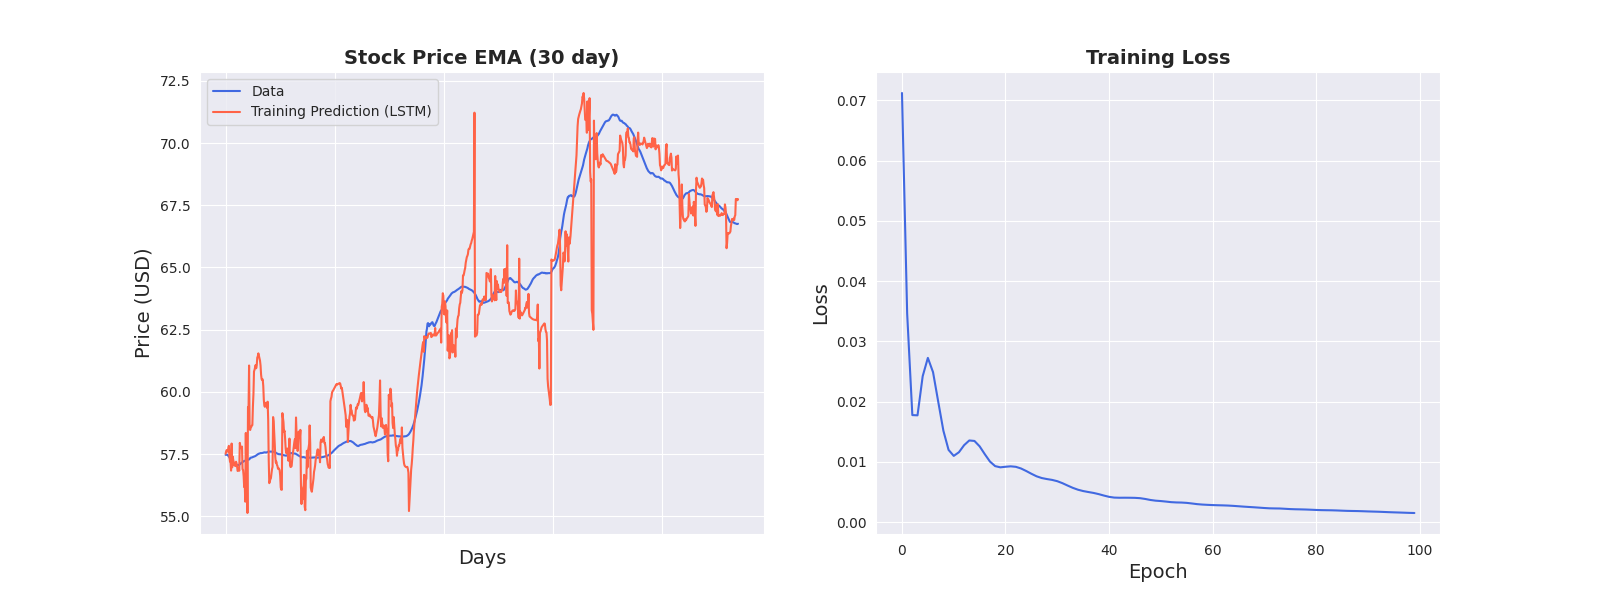 Stock Price EMA (30 day)
72.5
70.0
67.5
65.0
62.5
60.0
57.5
55.0
Price (USD)
Data
Training Prediction (LSTM)
Days
Training Loss
0.07
0.06
0.05
0.04
0.03
0.02
0.01
0.00
Loss
0 20 40 60 80 100
Epoch